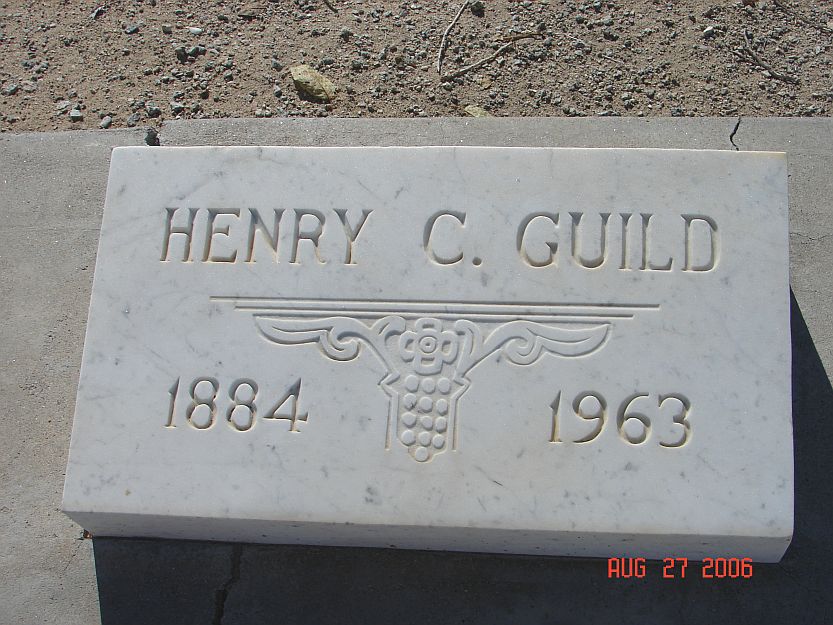 HENRY C. GUILD
1884 1963
AUG 27 2006